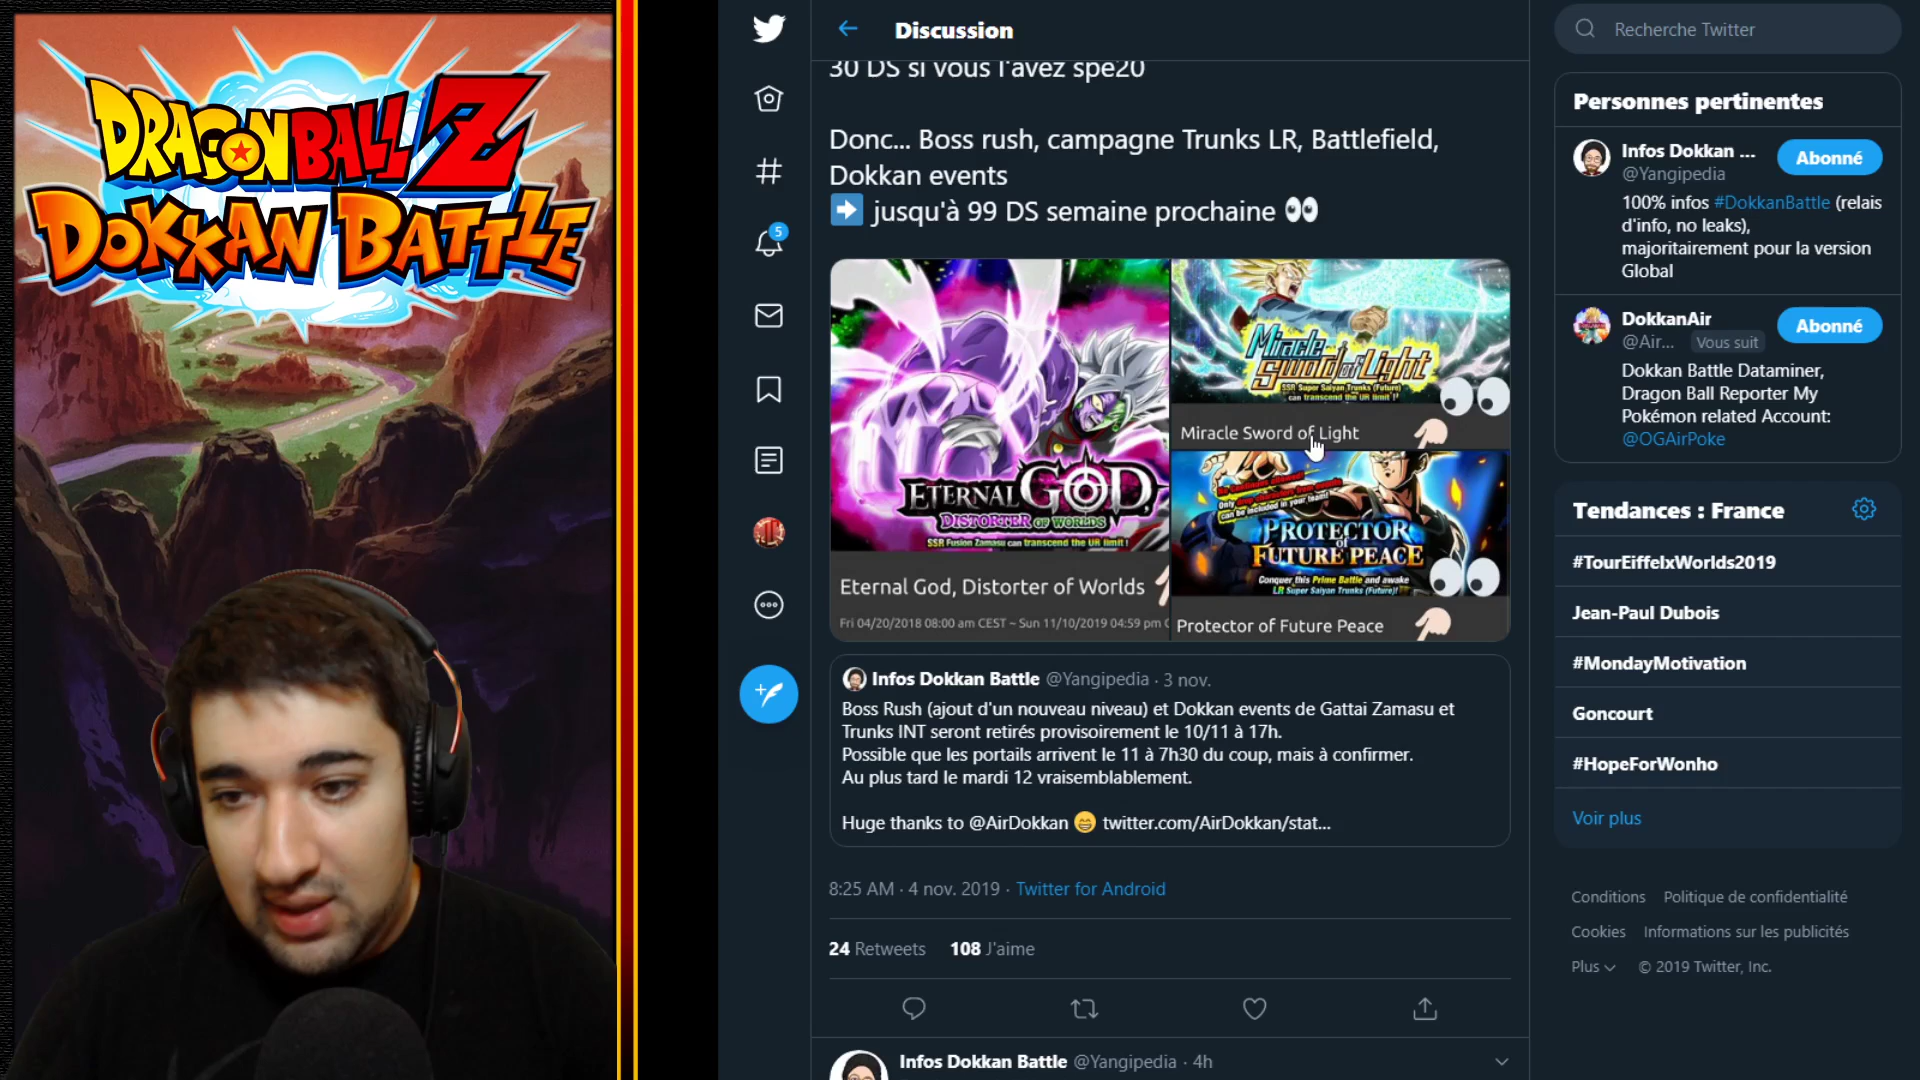 DRAGONBALL Z
DOKKAN BATTLE
Discussion
30 DS si vous l'avez spe20
Donc... Boss rush, campagne Trunks LR, Battlefield,
Dokkan events
➡ jusqu'à 99 DS semaine prochaine 👀
ETERNAL GOD,
DISTORTER OF WORLDS
SSR Fusion Zamasu can transcend the UR limit !
Eternal God, Distorter of Worlds
Fri 04/20/2018 08:00 am CEST ~ Sun 11/10/2019 04:59 pm C
Miracle
Sword of Light
SSR Super Saiyan Trunks (Future)
can transcend the UR limit !
Miracle Sword of Light
can be included in your team!
PROTECTOR
OF
FUTURE PEACE
Conquer this Prime Battle and awake
LR Super Saiyan Trunks (Future)!
Protector of Future Peace
Infos Dokkan Battle @Yangipedia · 3 nov.
Boss Rush (ajout d'un nouveau niveau) et Dokkan events de Gattai Zamasu et
Trunks INT seront retirés provisoirement le 10/11 à 17h.
Possible que les portails arrivent le 11 à 7h30 du coup, mais à confirmer.
Au plus tard le mardi 12 vraisemblablement.
Huge thanks to @AirDokkan 😁 twitter.com/AirDokkan/stat...
8:25 AM · 4 nov. 2019 · Twitter for Android
24 Retweets 108 J'aime
Infos Dokkan Battle @Yangipedia · 4h
5
Recherche Twitter
Personnes pertinentes
Infos Dokkan ...
@Yangipedia
Abonné
100% infos #DokkanBattle (relais
d'info, no leaks),
majoritairement pour la version
Global
DokkanAir
@Air... Vous suit
Abonné
Dokkan Battle Dataminer,
Dragon Ball Reporter My
Pokémon related Account:
@OGAirPoke
Tendances : France
#TourEiffelxWorlds2019
Jean-Paul Dubois
#MondayMotivation
Goncourt
#HopeForWonho
Voir plus
Conditions Politique de confidentialité
Cookies Informations sur les publicités
Plus © 2019 Twitter, Inc.